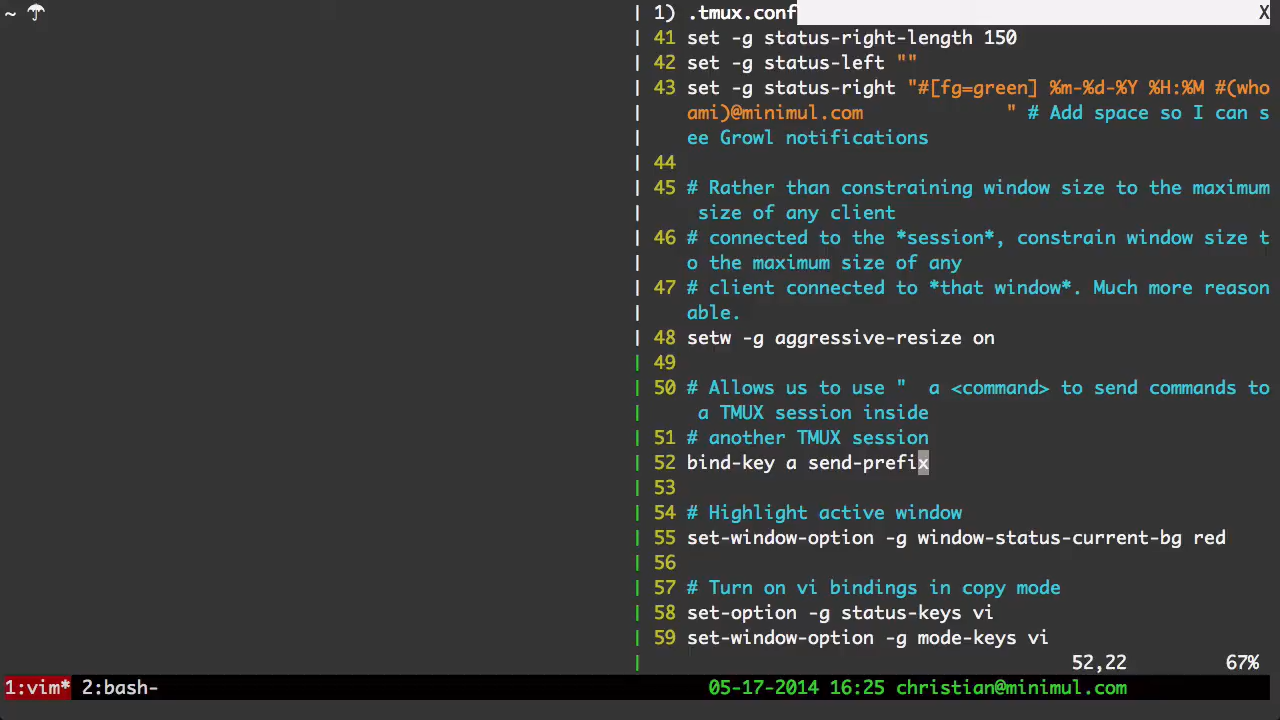 ~ ☂
1) .tmux.conf X
41 set -g status-right-length 150
42 set -g status-left ""
43 set -g status-right "#[fg=green] %m-%d-%Y %H:%M #(who
ami)@minimul.com             " # Add space so I can s
ee Growl notifications
44
45 # Rather than constraining window size to the maximum
size of any client
46 # connected to the *session*, constrain window size t
o the maximum size of any
47 # client connected to *that window*. Much more reason
able.
48 setw -g aggressive-resize on
49
50 # Allows us to use "  a <command> to send commands to
a TMUX session inside
51 # another TMUX session
52 bind-key a send-prefix
53
54 # Highlight active window
55 set-window-option -g window-status-current-bg red
56
57 # Turn on vi bindings in copy mode
58 set-option -g status-keys vi
59 set-window-option -g mode-keys vi
52,22 67%
1:vim* 2:bash- 05-17-2014 16:25 christian@minimul.com